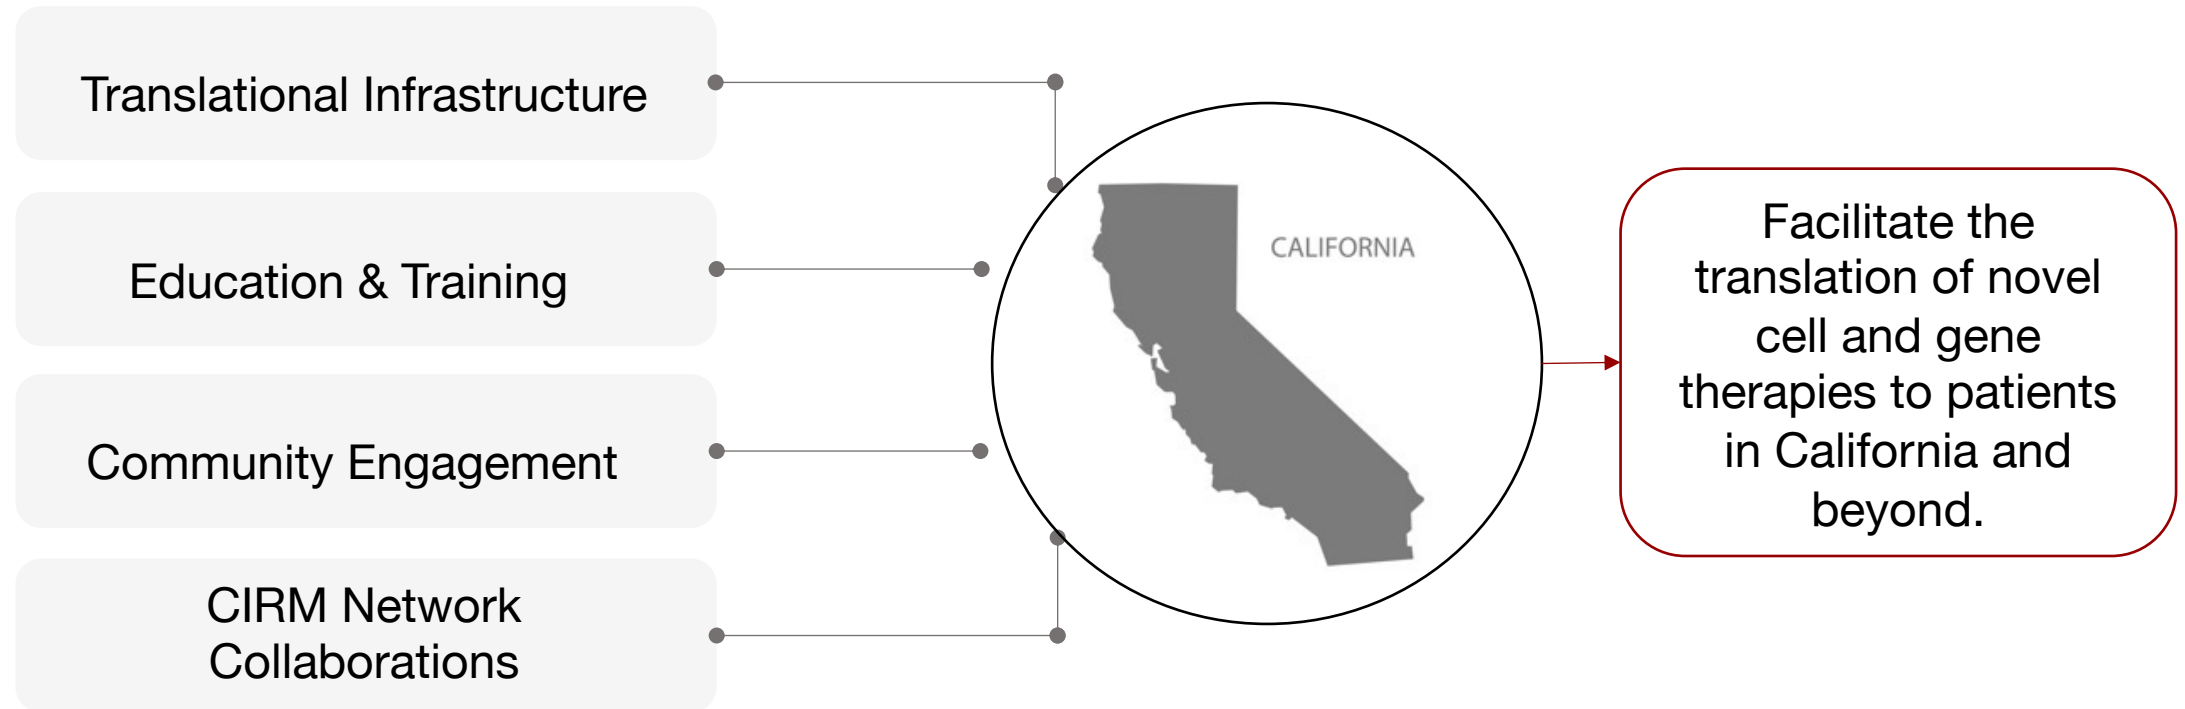 Translational Infrastructure
Education & Training
Community Engagement
CIRM Network
Collaborations
CALIFORNIA
Facilitate the
translation of novel
cell and gene
therapies to patients
in California and
beyond.